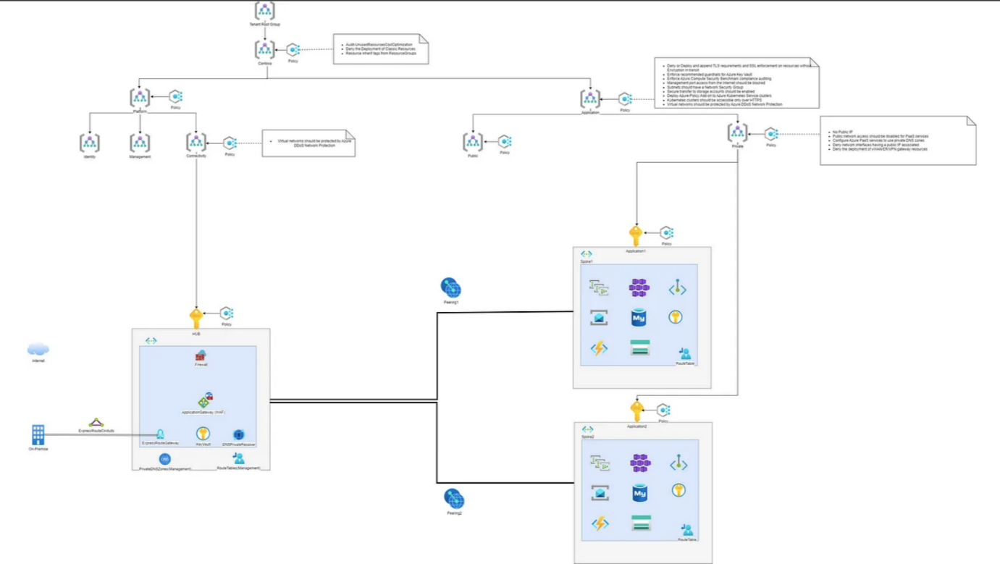 Tenant Root Group
Policy
Audit UnusedResourcesCostOptimization
Deny the Deployment of Classic Resources
Resource inherit tags from ResourceGroups
Platform
Policy
Application
Policy
Deny or Deploy and append TLS requirements and SSL enforcement on resources without
Encryption in transit
Enforce recommended guardrails for Azure Key Vault
Enforce Azure Compute Security Benchmark compliance auditing
Management port access from the Internet should be blocked
Subnets should have a Network Security Group
Secure transfer to storage accounts should be enabled
Deploy Azure Policy Add-on to Azure Kubernetes Service clusters
Kubernetes clusters should be accessible only over HTTPS
Virtual networks should be protected by Azure DDoS Network Protection
Identity
Management
Connectivity
Policy
Virtual networks should be protected by Azure
DDoS Network Protection
Public
Policy
Private
Policy
No Public IP
Public network access should be disabled for PaaS services
Configure Azure PaaS services to use private DNS zones
Deny network interfaces having a public IP associated
Deny the deployment of vWAN/ER/VPN gateway resources
Application1
Policy
Spoke1
My
RouteTable
Peering1
HUB
Policy
Firewall
ApplicationGateway (WAF)
ExpressRouteGateway
KeyVault
DNSPrivateResolver
DNS
PrivateDNSZones(Management)
RouteTables(Management)
Internet
On-Premise
ExpressRouteCircuits
Peering2
Application2
Policy
Spoke2
My
RouteTable